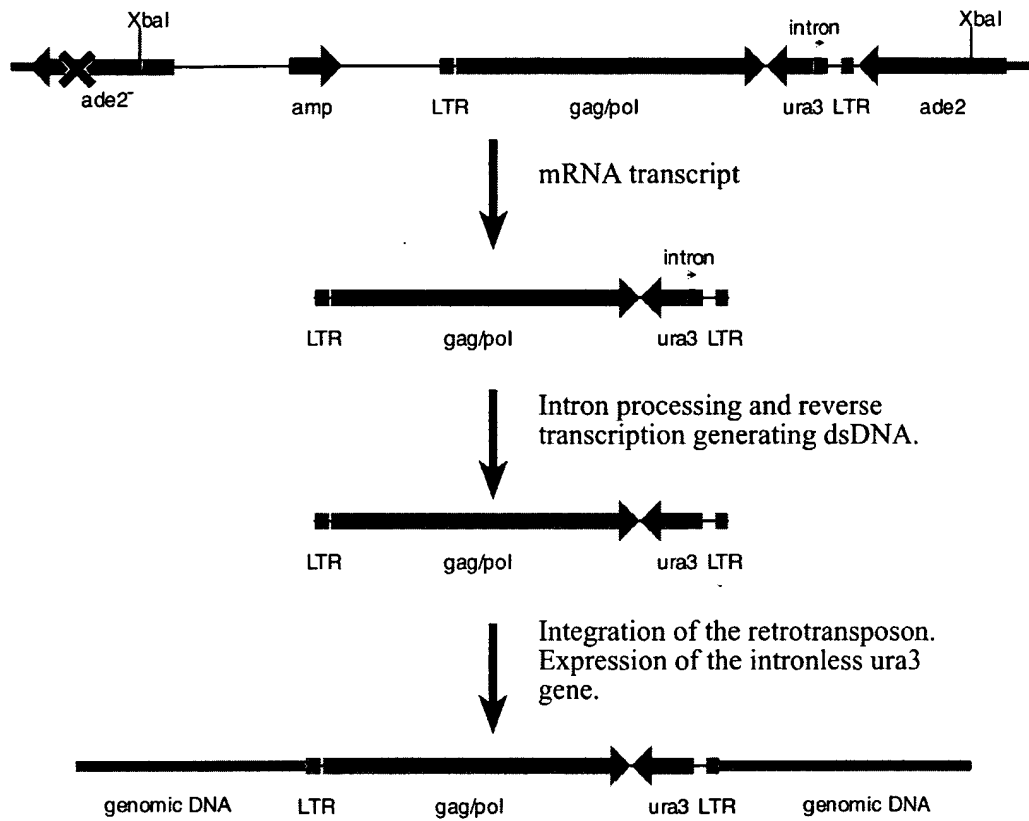 XbaI XbaI
intron
ade2⁻ amp LTR gag/pol ura3 LTR ade2
mRNA transcript
intron
LTR gag/pol ura3 LTR
Intron processing and reverse
transcription generating dsDNA.
LTR gag/pol ura3 LTR
Integration of the retrotransposon.
Expression of the intronless ura3
gene.
genomic DNA LTR gag/pol ura3 LTR genomic DNA